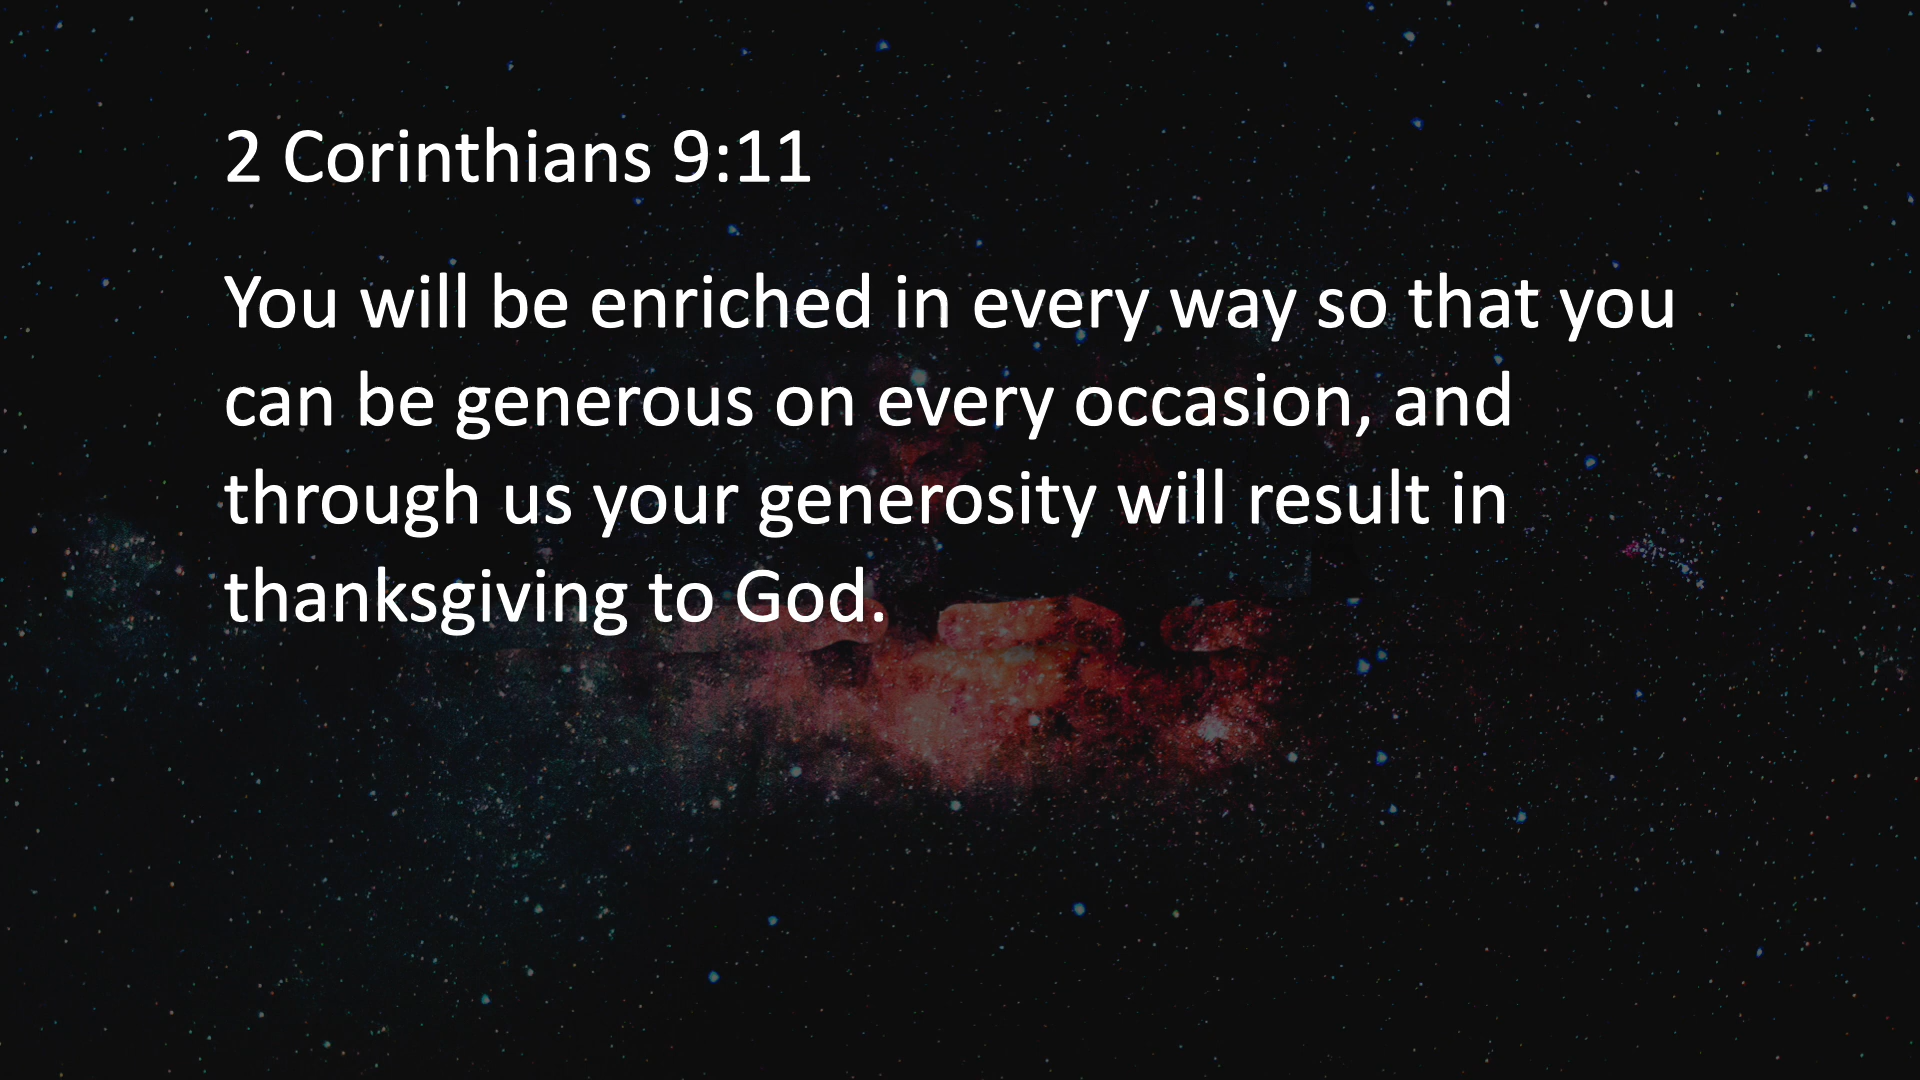 2 Corinthians 9:11
You will be enriched in every way so that you
can be generous on every occasion, and
through us your generosity will result in
thanksgiving to God.